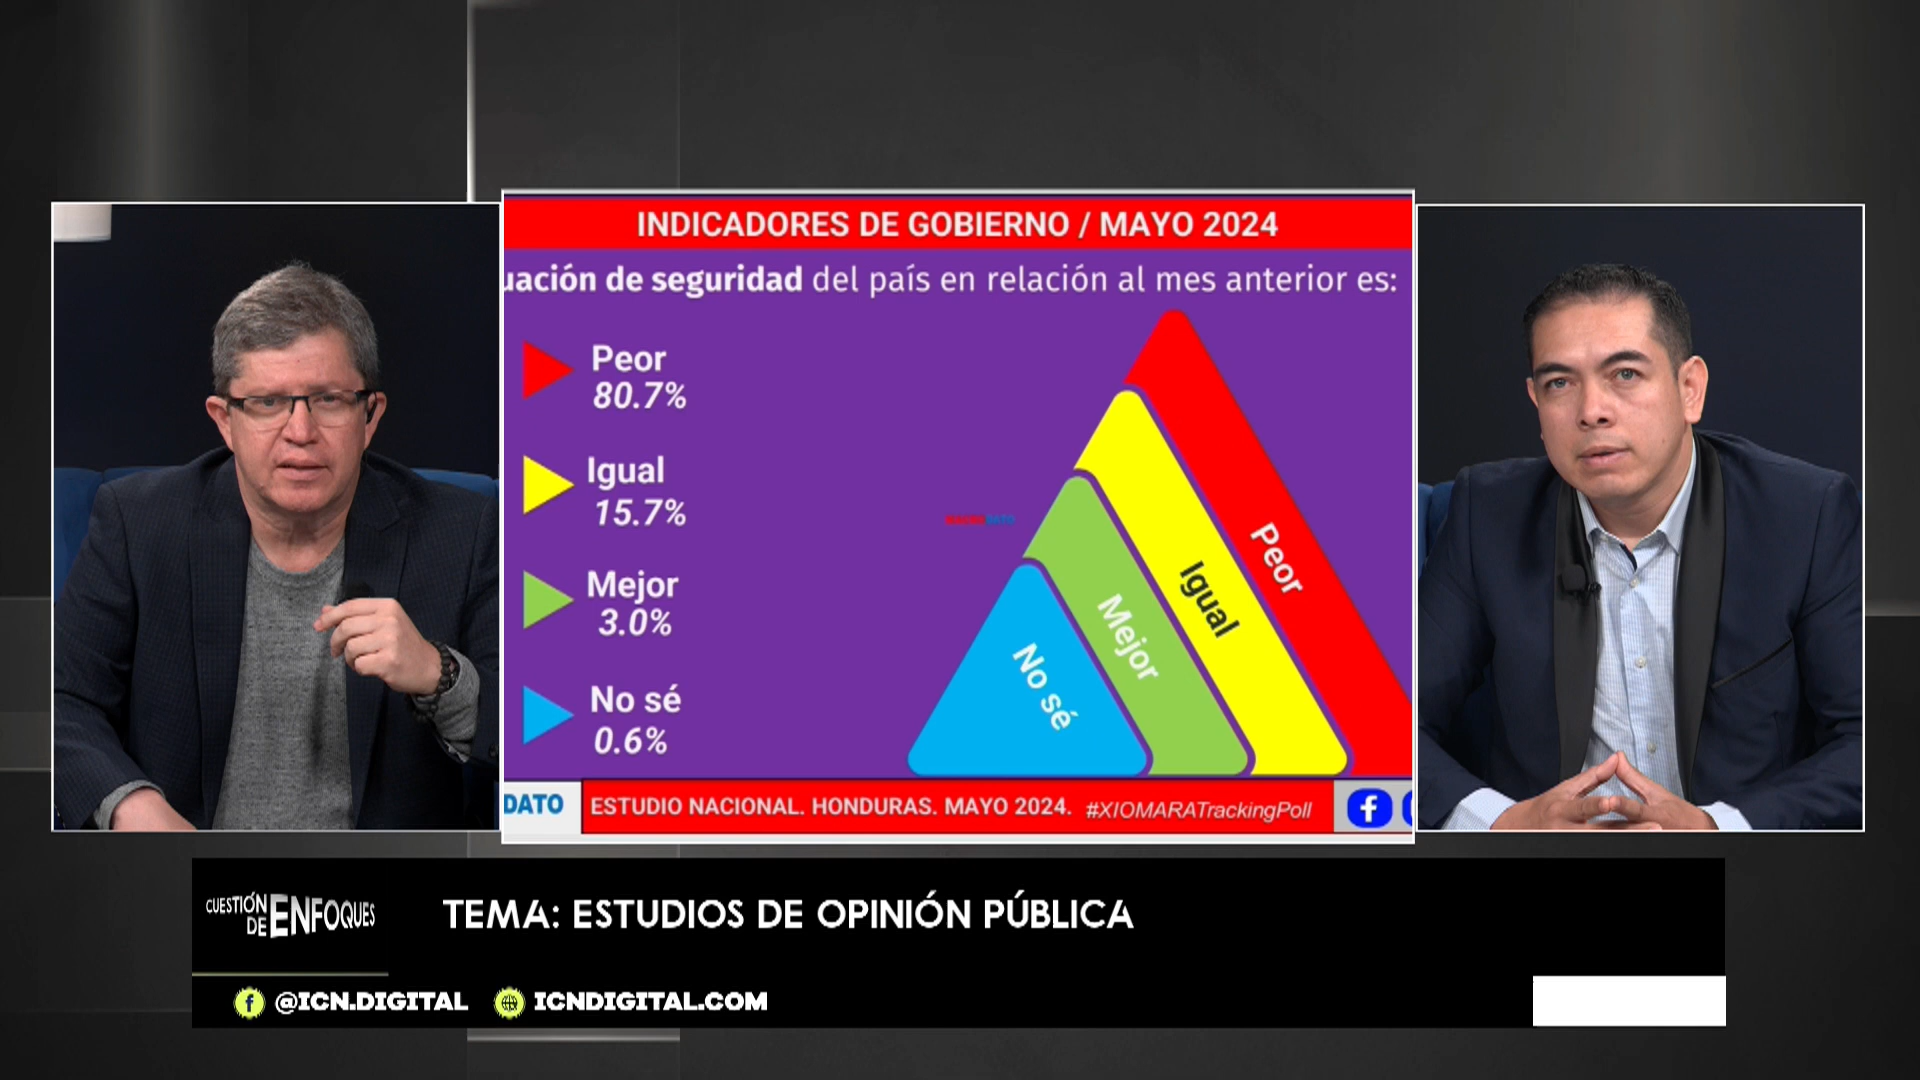 INDICADORES DE GOBIERNO / MAYO 2024
uación de seguridad del país en relación al mes anterior es:
Peor
80.7%
Igual
15.7%
Mejor
3.0%
No sé
0.6%
Peor
Igual
Mejor
No sé
DATO
ESTUDIO NACIONAL. HONDURAS. MAYO 2024. #XIOMARATrackingPoll
CUESTIÓN
DE ENFOQUES
TEMA: ESTUDIOS DE OPINIÓN PÚBLICA
@ICN.DIGITAL
ICNDIGITAL.COM